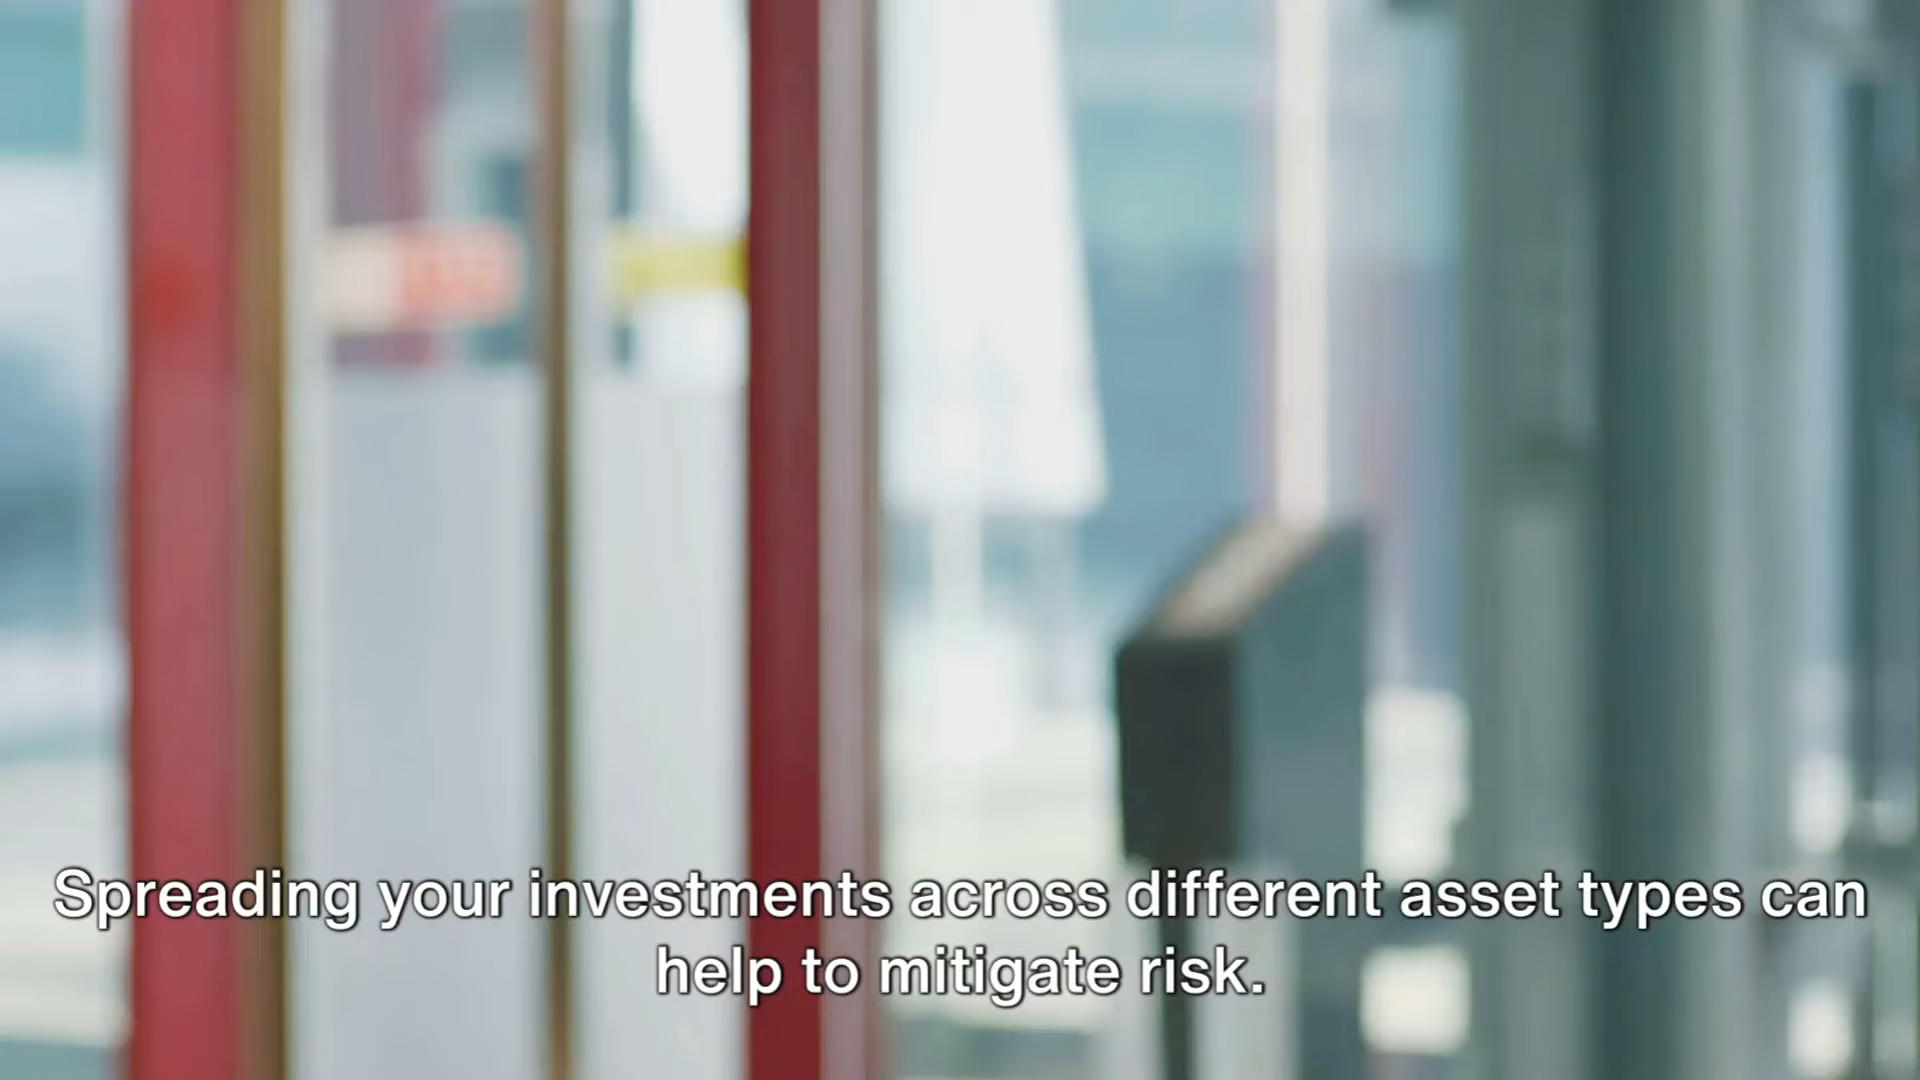 Spreading your investments across different asset types can
help to mitigate risk.